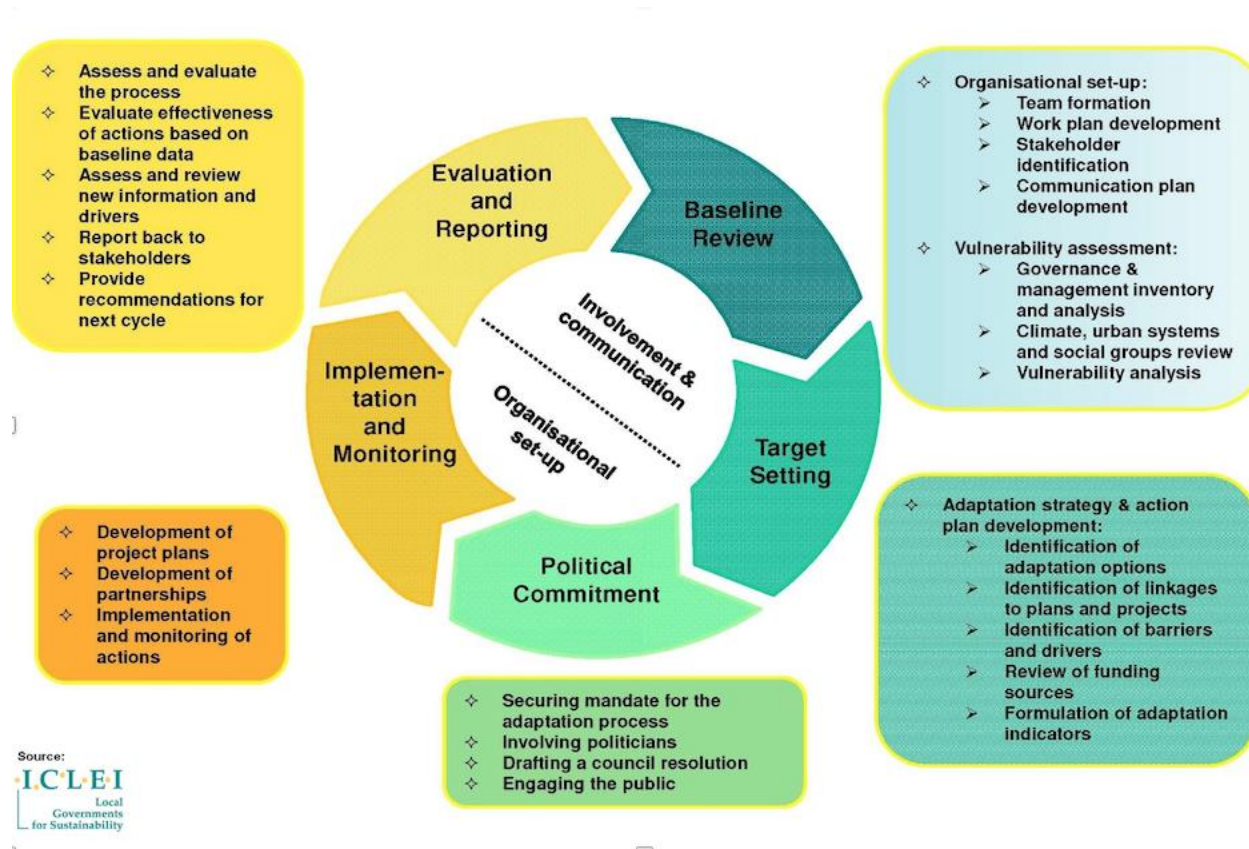 Assess and evaluate
the process
Evaluate effectiveness
of actions based on
baseline data
Assess and review
new information and
drivers
Report back to
stakeholders
Provide
recommendations for
next cycle
Evaluation
and
Reporting
Baseline
Review
Organisational set-up:
Team formation
Work plan development
Stakeholder
identification
Communication plan
development
Vulnerability assessment:
Governance &
management inventory
and analysis
Climate, urban systems
and social groups review
Vulnerability analysis
Involvement &
communication
Organisational
set-up
Implemen-
tation
and
Monitoring
Target
Setting
Political
Commitment
Development of
project plans
Development of
partnerships
Implementation
and monitoring of
actions
Adaptation strategy & action
plan development:
Identification of
adaptation options
Identification of linkages
to plans and projects
Identification of barriers
and drivers
Review of funding
sources
Formulation of adaptation
indicators
Securing mandate for the
adaptation process
Involving politicians
Drafting a council resolution
Engaging the public
Source:
I.C.L.E.I
Local
Governments
for Sustainability